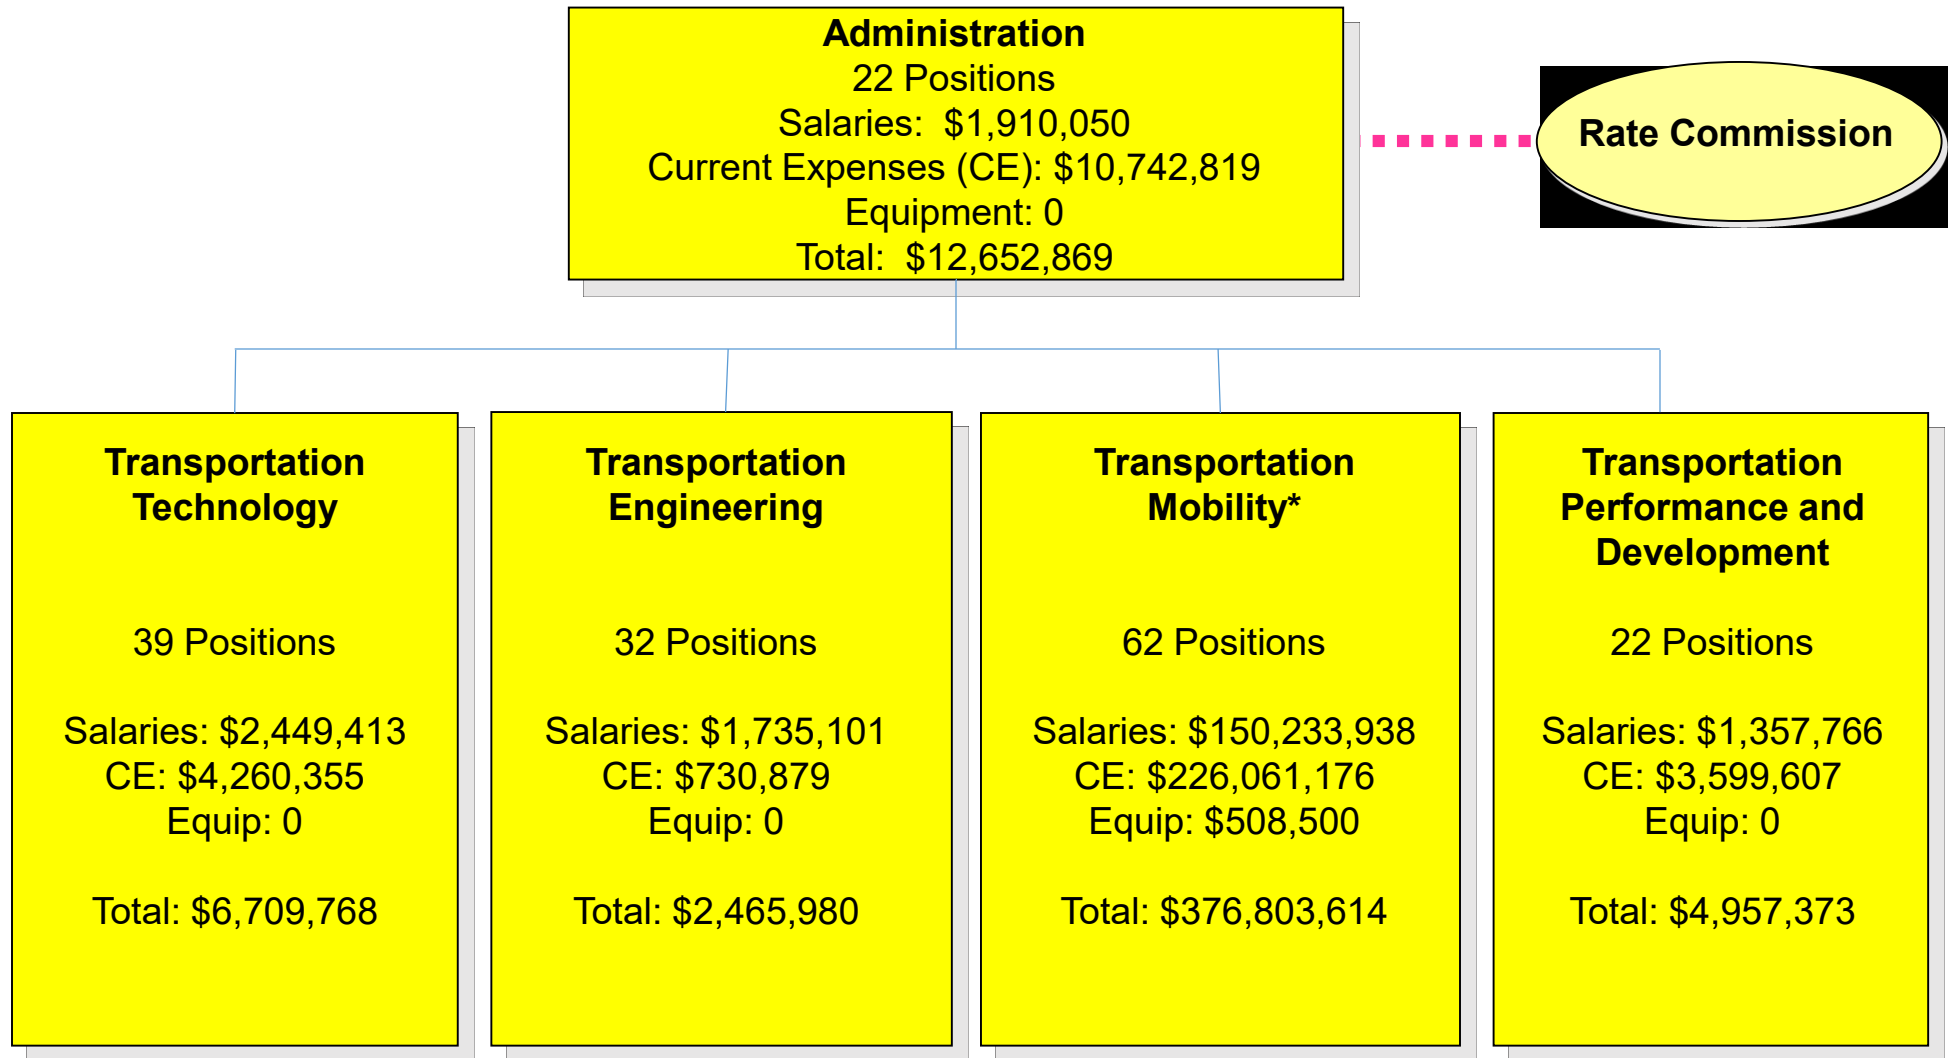 Administration
22 Positions
Salaries:  $1,910,050
Current Expenses (CE): $10,742,819
Equipment: 0
Total:  $12,652,869
Rate Commission
Transportation
Technology
39 Positions
Salaries: $2,449,413
CE: $4,260,355
Equip: 0
Total: $6,709,768
Transportation
Engineering
32 Positions
Salaries: $1,735,101
CE: $730,879
Equip: 0
Total: $2,465,980
Transportation
Mobility*
62 Positions
Salaries: $150,233,938
CE: $226,061,176
Equip: $508,500
Total: $376,803,614
Transportation
Performance and
Development
22 Positions
Salaries: $1,357,766
CE: $3,599,607
Equip: 0
Total: $4,957,373